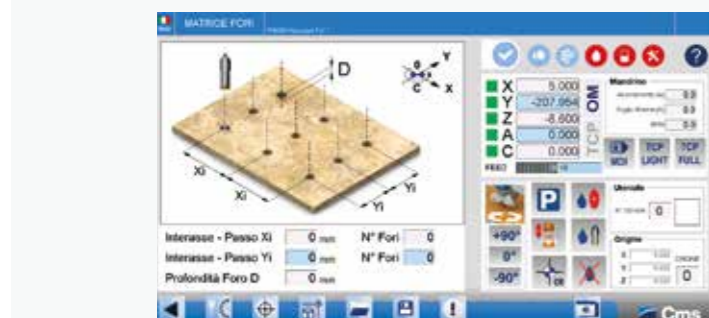 MATRICE FORI
D
Y
O
C
X
Xi
Xi
Yi
Yi
Interasse - Passo Xi 0 mm N° Fori 0
Interasse - Passo Yi 0 mm N° Fori 0
Profondità Foro D 0 mm
X 5.000
Y -207.954
Z -8.600
A 0.000
C 0.000
OM
TCP
FEED
Mandrino
0.0
0.0
0.0
MDI
TCP LIGHT
TCP FULL
P
+90°
0°
-90°
Utensile
0
Origine
X
Y
Z
0
Cms